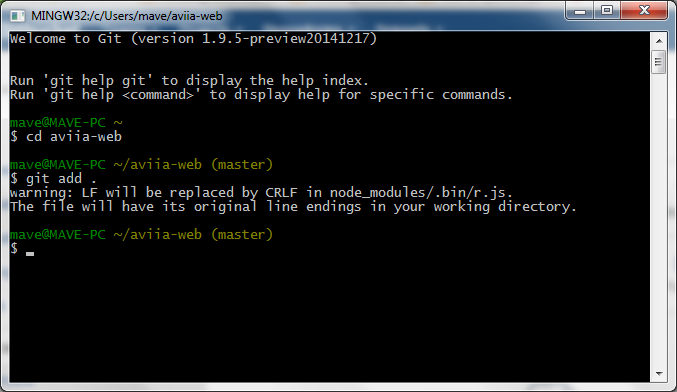 MINGW32:/c/Users/mave/aviia-web
Welcome to Git (version 1.9.5-preview20141217)
Run 'git help git' to display the help index.
Run 'git help <command>' to display help for specific commands.
mave@MAVE-PC ~
$ cd aviia-web
mave@MAVE-PC ~/aviia-web (master)
$ git add .
warning: LF will be replaced by CRLF in node_modules/.bin/r.js.
The file will have its original line endings in your working directory.
mave@MAVE-PC ~/aviia-web (master)
$